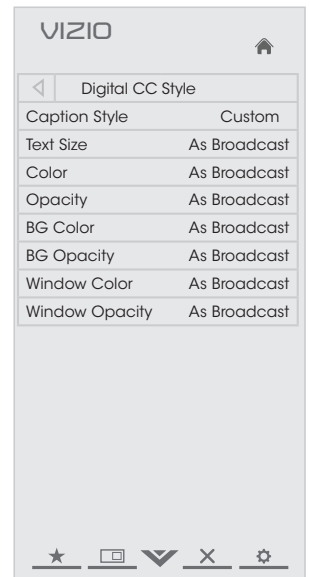 VIZIO
Digital CC Style
Caption Style Custom
Text Size As Broadcast
Color As Broadcast
Opacity As Broadcast
BG Color As Broadcast
BG Opacity As Broadcast
Window Color As Broadcast
Window Opacity As Broadcast